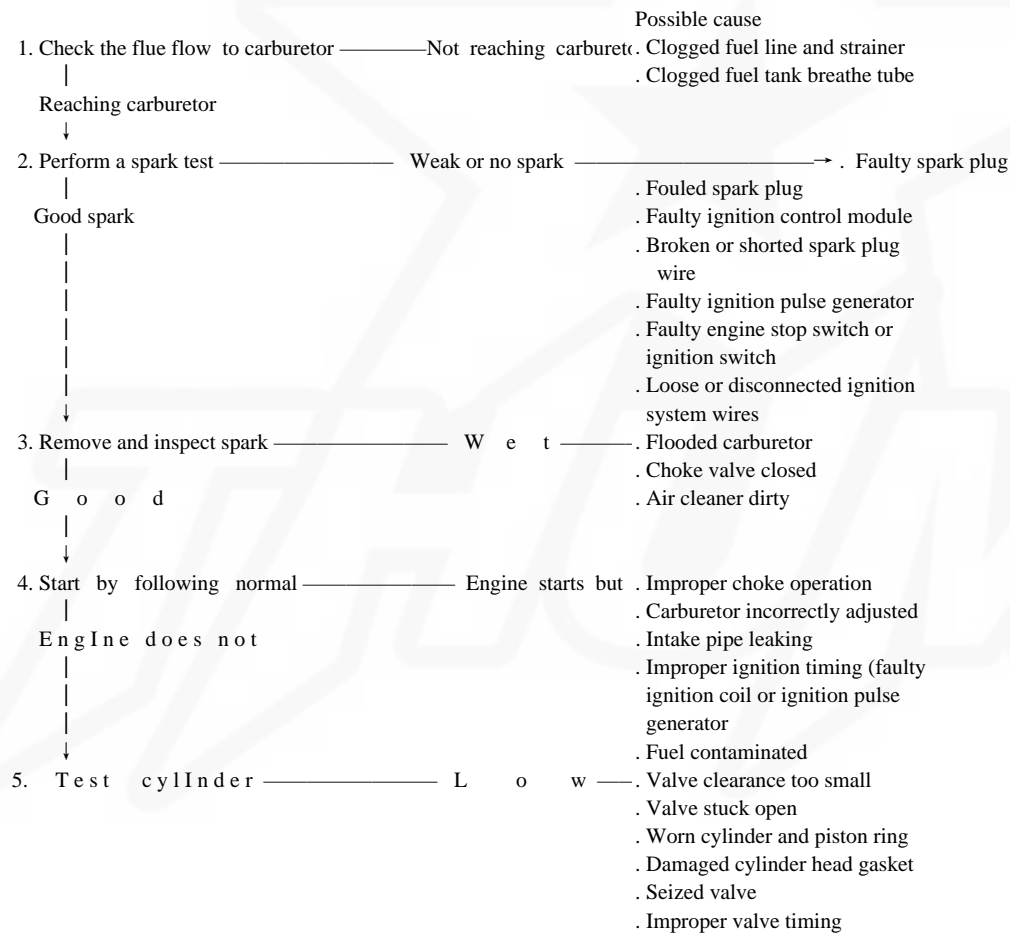 Possible cause
1. Check the flue flow to carburetor Not reaching carburetc . Clogged fuel line and strainer
. Clogged fuel tank breathe tube
Reaching carburetor
2. Perform a spark test Weak or no spark → . Faulty spark plug
. Fouled spark plug
Good spark . Faulty ignition control module
. Broken or shorted spark plug
wire
. Faulty ignition pulse generator
. Faulty engine stop switch or
ignition switch
. Loose or disconnected ignition
system wires
3. Remove and inspect spark W e t . Flooded carburetor
. Choke valve closed
G o o d . Air cleaner dirty
4. Start by following normal Engine starts but . Improper choke operation
. Carburetor incorrectly adjusted
E n g I n e d o e s n o t . Intake pipe leaking
. Improper ignition timing (faulty
ignition coil or ignition pulse
generator
. Fuel contaminated
5. T e s t c y l I n d e r L o w . Valve clearance too small
. Valve stuck open
. Worn cylinder and piston ring
. Damaged cylinder head gasket
. Seized valve
. Improper valve timing